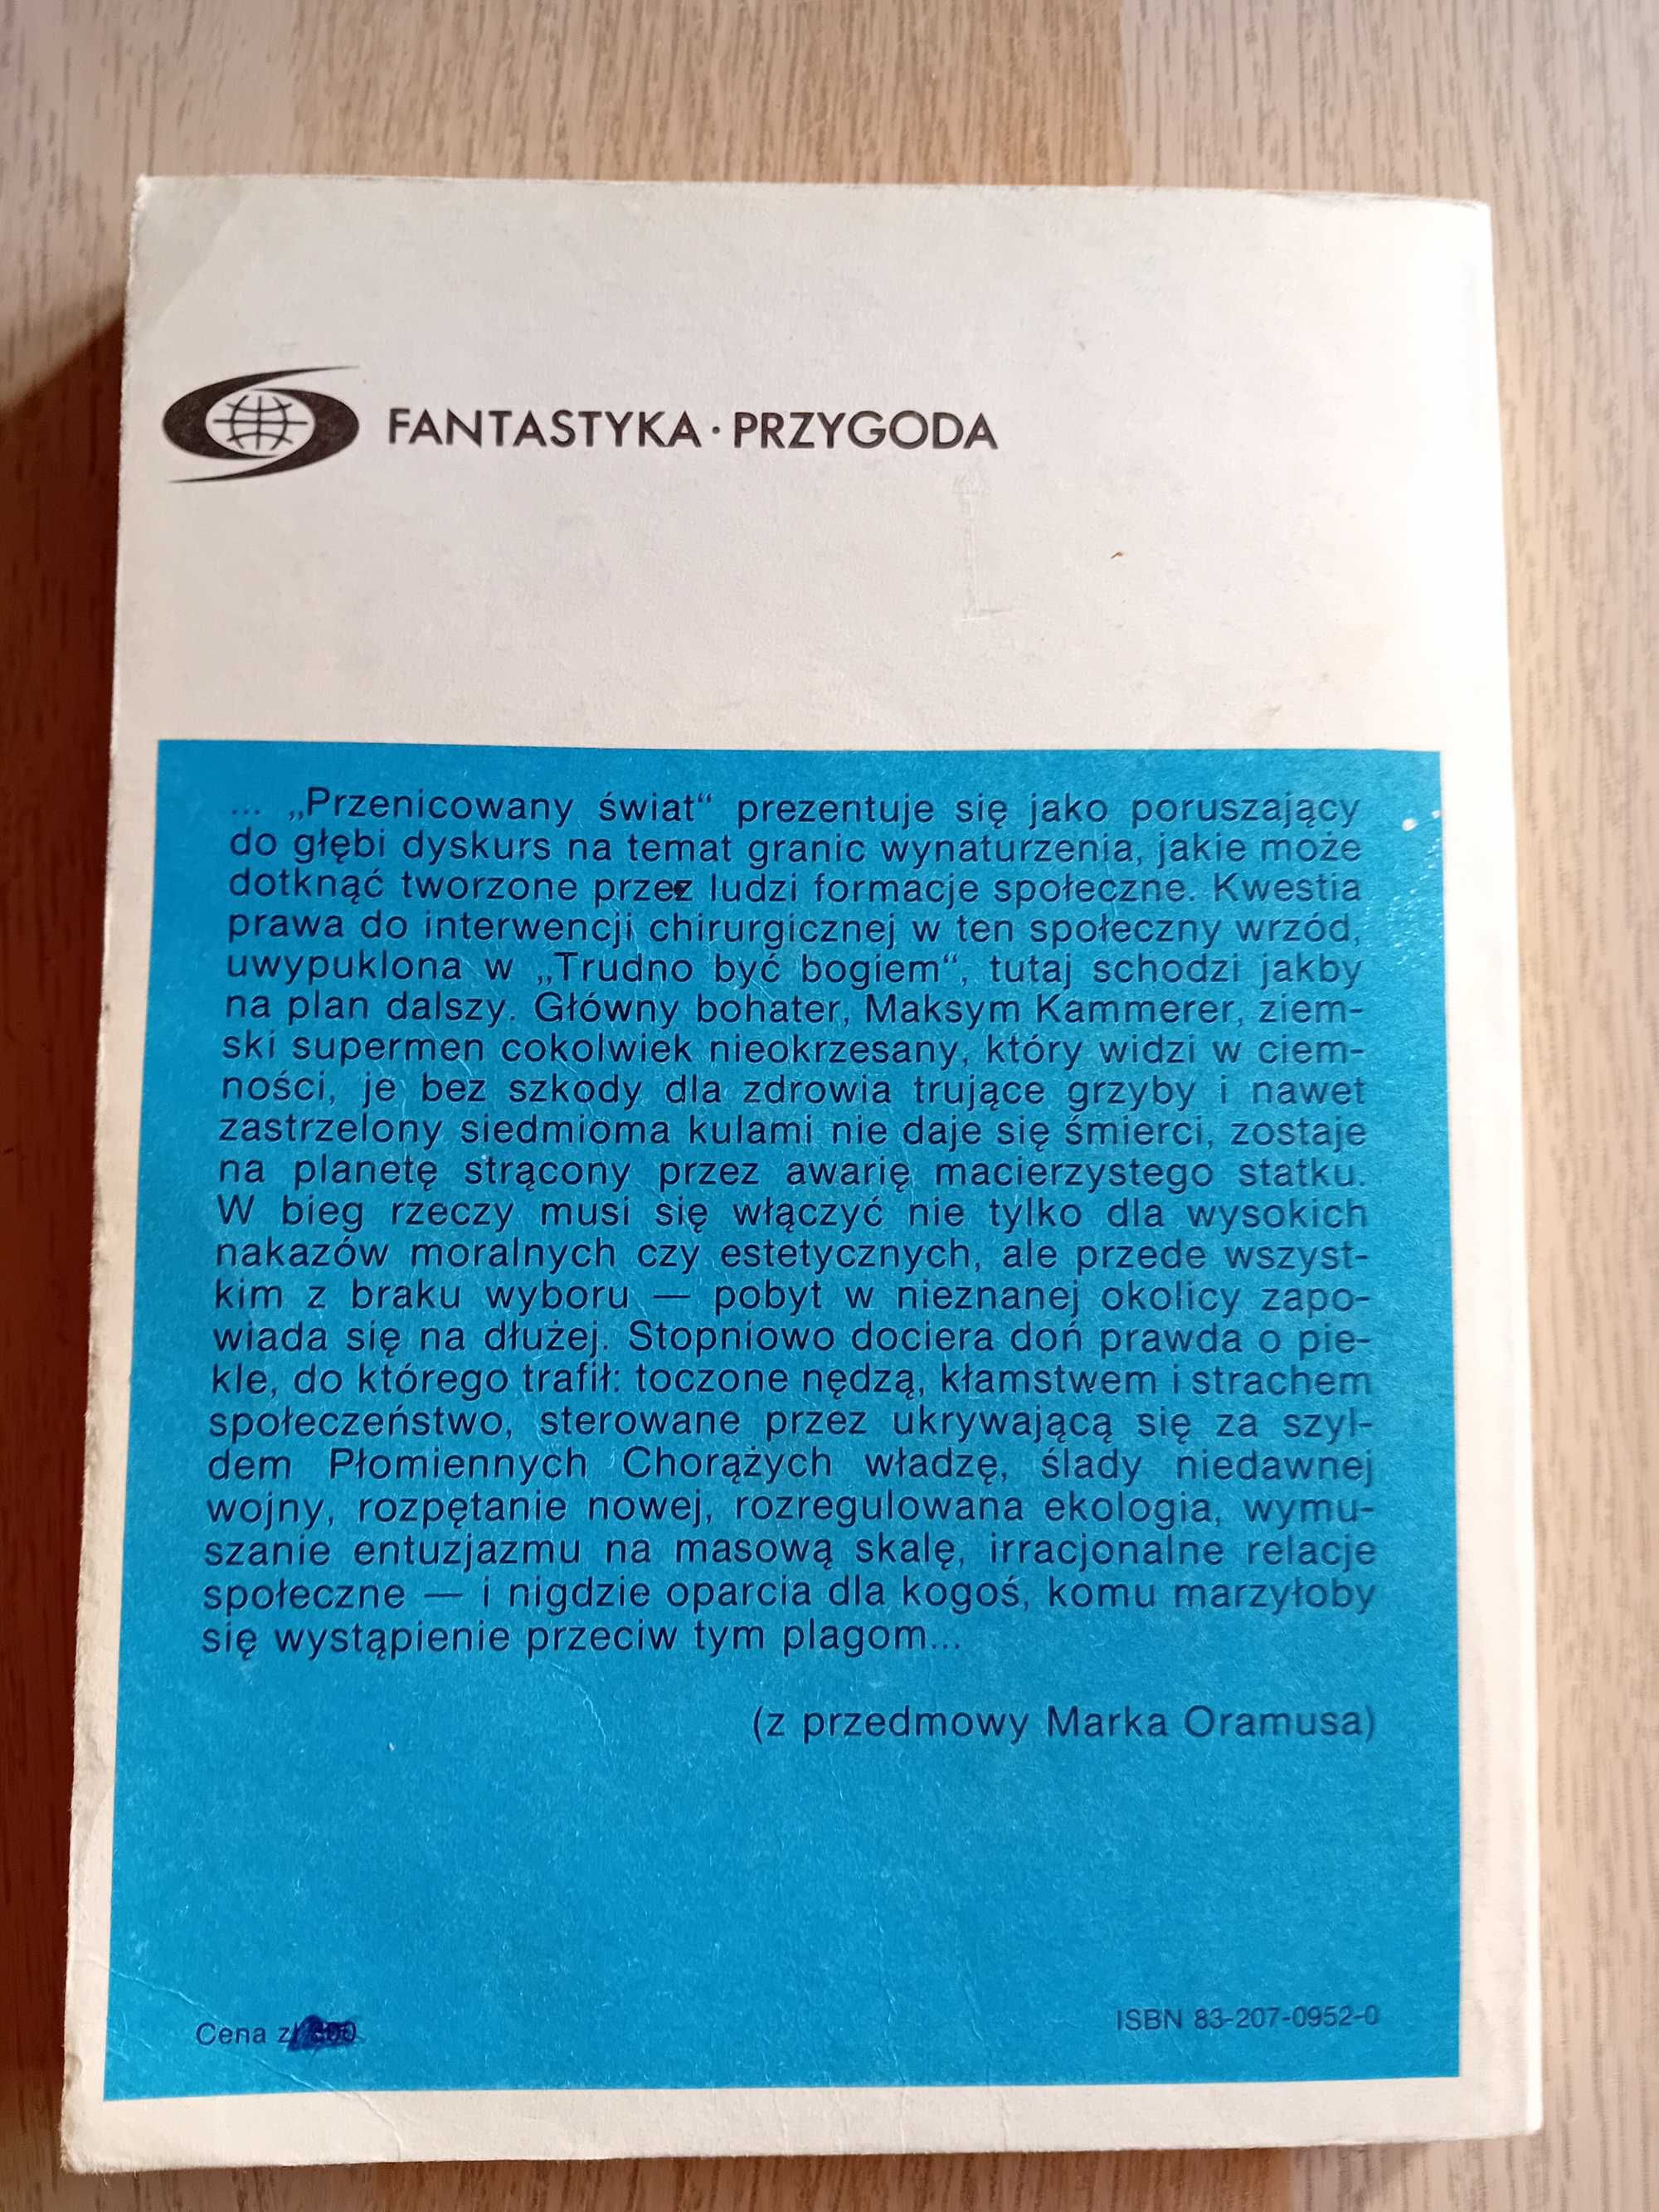 FANTASTYKA · PRZYGODA
... „Przenicowany świat“ prezentuje się jako poruszający
do głębi dyskurs na temat granic wynaturzenia, jakie może
dotknąć tworzone przez ludzi formacje społeczne. Kwestia
prawa do interwencji chirurgicznej w ten społeczny wrzód,
uwypuklona w „Trudno być bogiem“, tutaj schodzi jakby
na plan dalszy. Główny bohater, Maksym Kammerer, ziem-
ski supermen cokolwiek nieokrzesany, który widzi w ciem-
ności, je bez szkody dla zdrowia trujące grzyby i nawet
zastrzelony siedmioma kulami nie daje się śmierci, zostaje
na planetę strącony przez awarię macierzystego statku.
W bieg rzeczy musi się włączyć nie tylko dla wysokich
nakazów moralnych czy estetycznych, ale przede wszyst-
kim z braku wyboru — pobyt w nieznanej okolicy zapo-
wiada się na dłużej. Stopniowo dociera doń prawda o pie-
kle, do którego trafił: toczone nędzą, kłamstwem i strachem
społeczeństwo, sterowane przez ukrywającą się za szyl-
dem Płomiennych Chorążych władzę, ślady niedawnej
wojny, rozpętanie nowej, rozregulowana ekologia, wymu-
szanie entuzjazmu na masową skalę, irracjonalne relacje
społeczne — i nigdzie oparcia dla kogoś, komu marzyłoby
się wystąpienie przeciw tym plagom...
(z przedmowy Marka Oramusa)
Cena zł
ISBN 83-207-0952-0